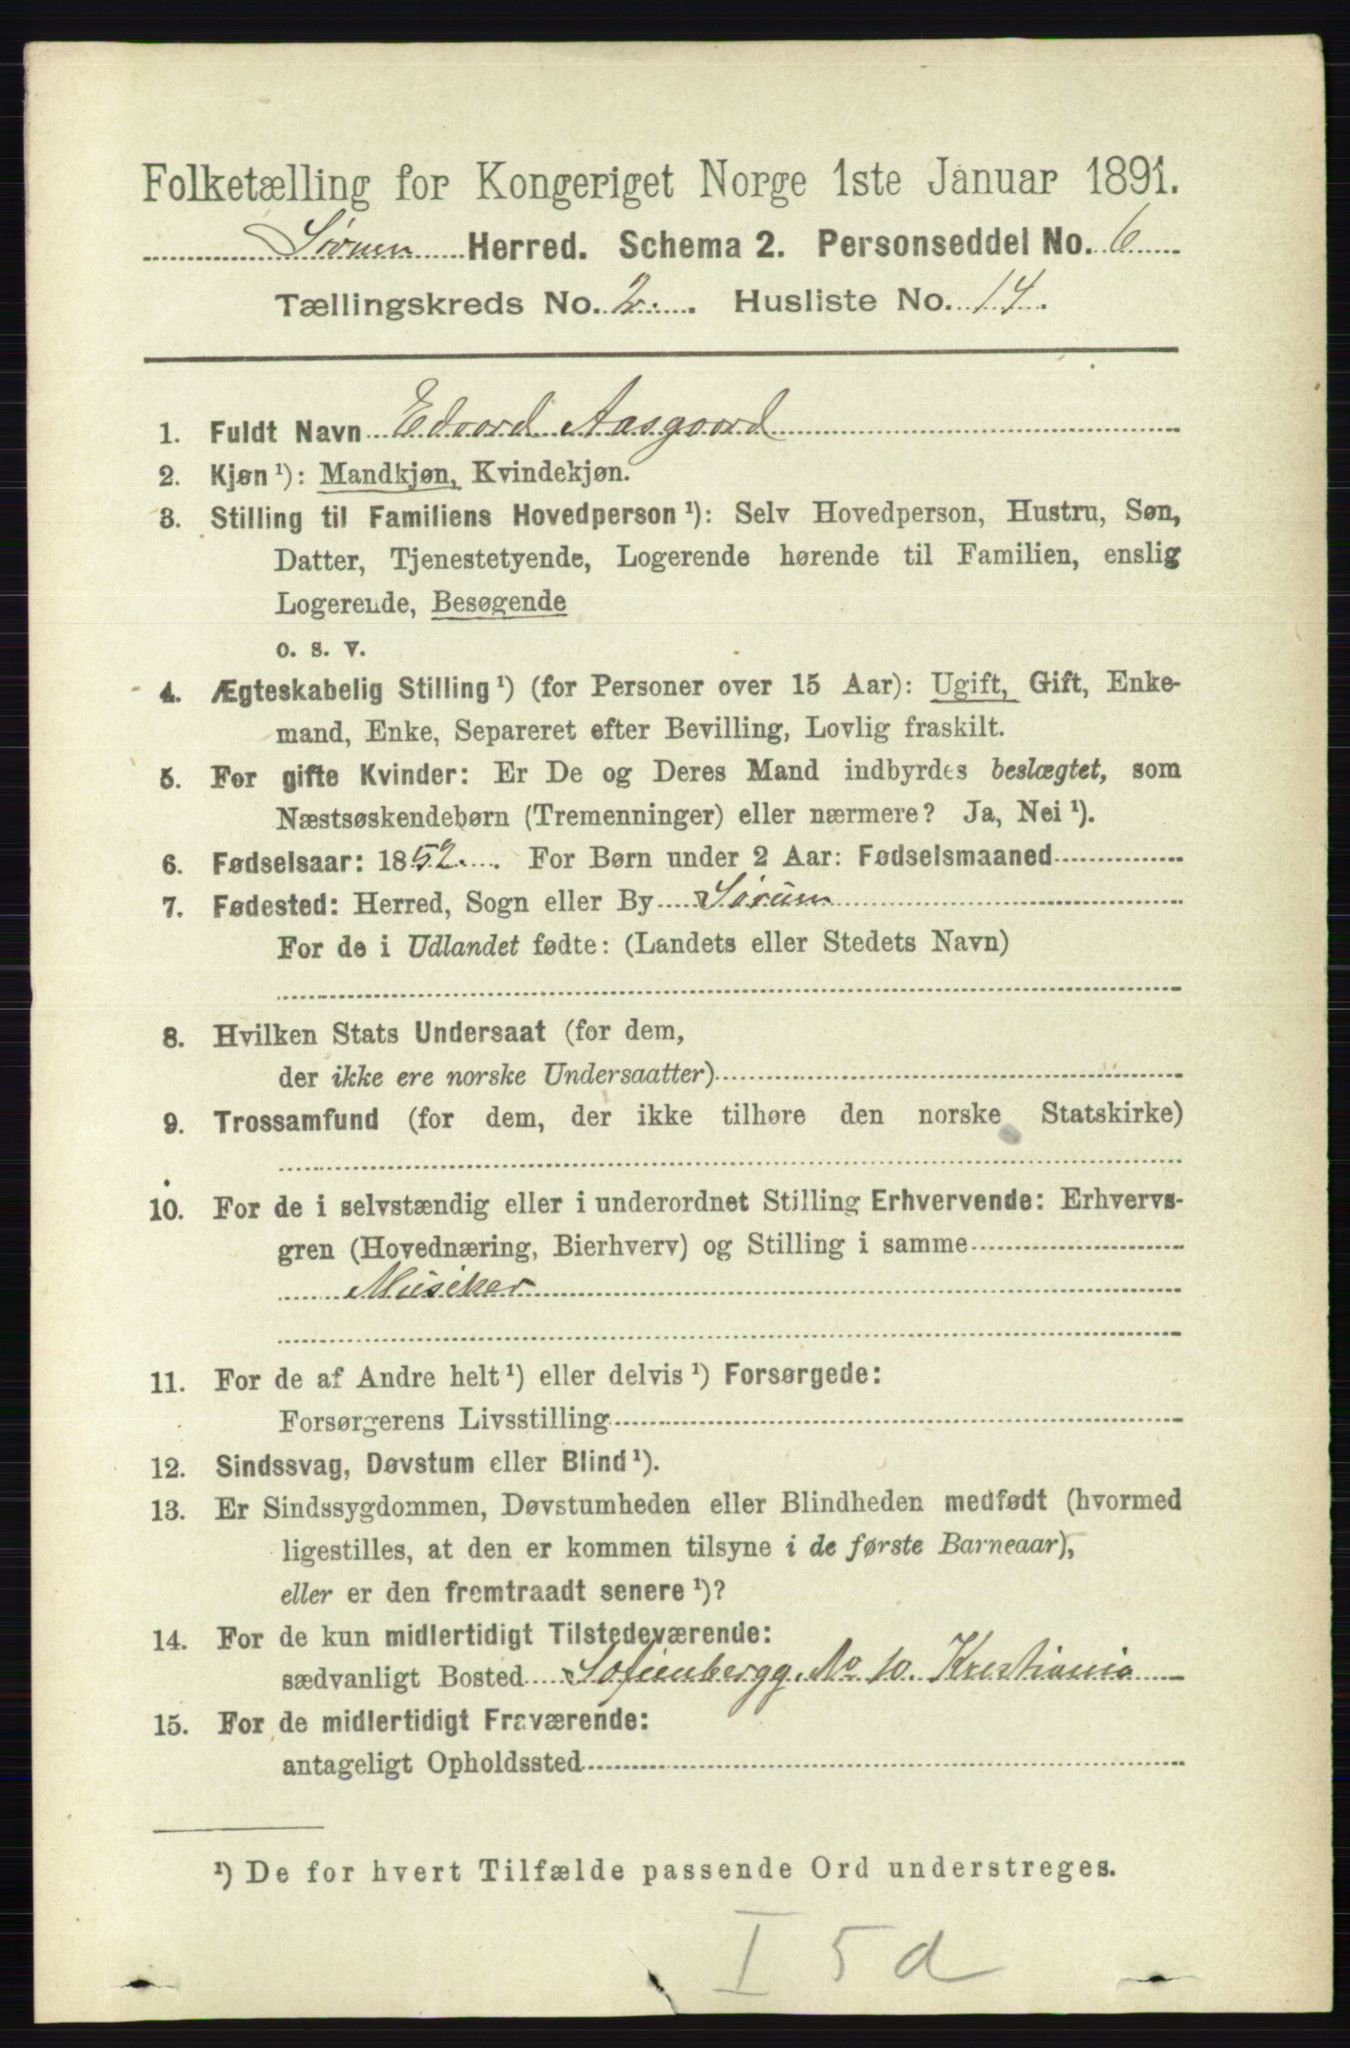 Folketælling for Kongeriget Norge 1ste Januar 1891.
Sørum Herred. Schema 2. Personseddel No. 6
Tællingskreds No. 2. Husliste No. 14.
1. Fuldt Navn Edvard Aasgaard
2. Kjøn ¹): Mandkjøn, Kvindekjøn.
3. Stilling til Familiens Hovedperson ¹): Selv Hovedperson, Hustru, Søn,
Datter, Tjenestetyende, Logerende hørende til Familien, enslig
Logerende, Besøgende
o. s. v.
4. Ægteskabelig Stilling ¹) (for Personer over 15 Aar): Ugift, Gift, Enke-
mand, Enke, Separeret efter Bevilling, Lovlig fraskilt.
5. For gifte Kvinder: Er De og Deres Mand indbyrdes beslægtet, som
Næstsøskendebørn (Tremenninger) eller nærmere? Ja, Nei ¹).
6. Fødselsaar: 1852. For Børn under 2 Aar: Fødselsmaaned
7. Fødested: Herred, Sogn eller By Sørum
For de i Udlandet fødte: (Landets eller Stedets Navn)
8. Hvilken Stats Undersaat (for dem,
der ikke ere norske Undersaatter)
9. Trossamfund (for dem, der ikke tilhøre den norske Statskirke)
10. For de i selvstændig eller i underordnet Stilling Erhvervende: Erhvervs-
gren (Hovednæring, Bierhverv) og Stilling i samme
Musiker
11. For de af Andre helt ¹) eller delvis ¹) Forsørgede:
Forsørgerens Livsstilling
12. Sindssvag, Døvstum eller Blind ¹).
13. Er Sindssygdommen, Døvstumheden eller Blindheden medfødt (hvormed
ligestilles, at den er kommen tilsyne i de første Barneaar),
eller er den fremtraadt senere ¹)?
14. For de kun midlertidigt Tilstedeværende:
sædvanligt Bosted Sofienbergg. No 10. Kristiania
15. For de midlertidigt Fraværende:
antageligt Opholdssted
¹) De for hvert Tilfælde passende Ord understreges.
I 5 d